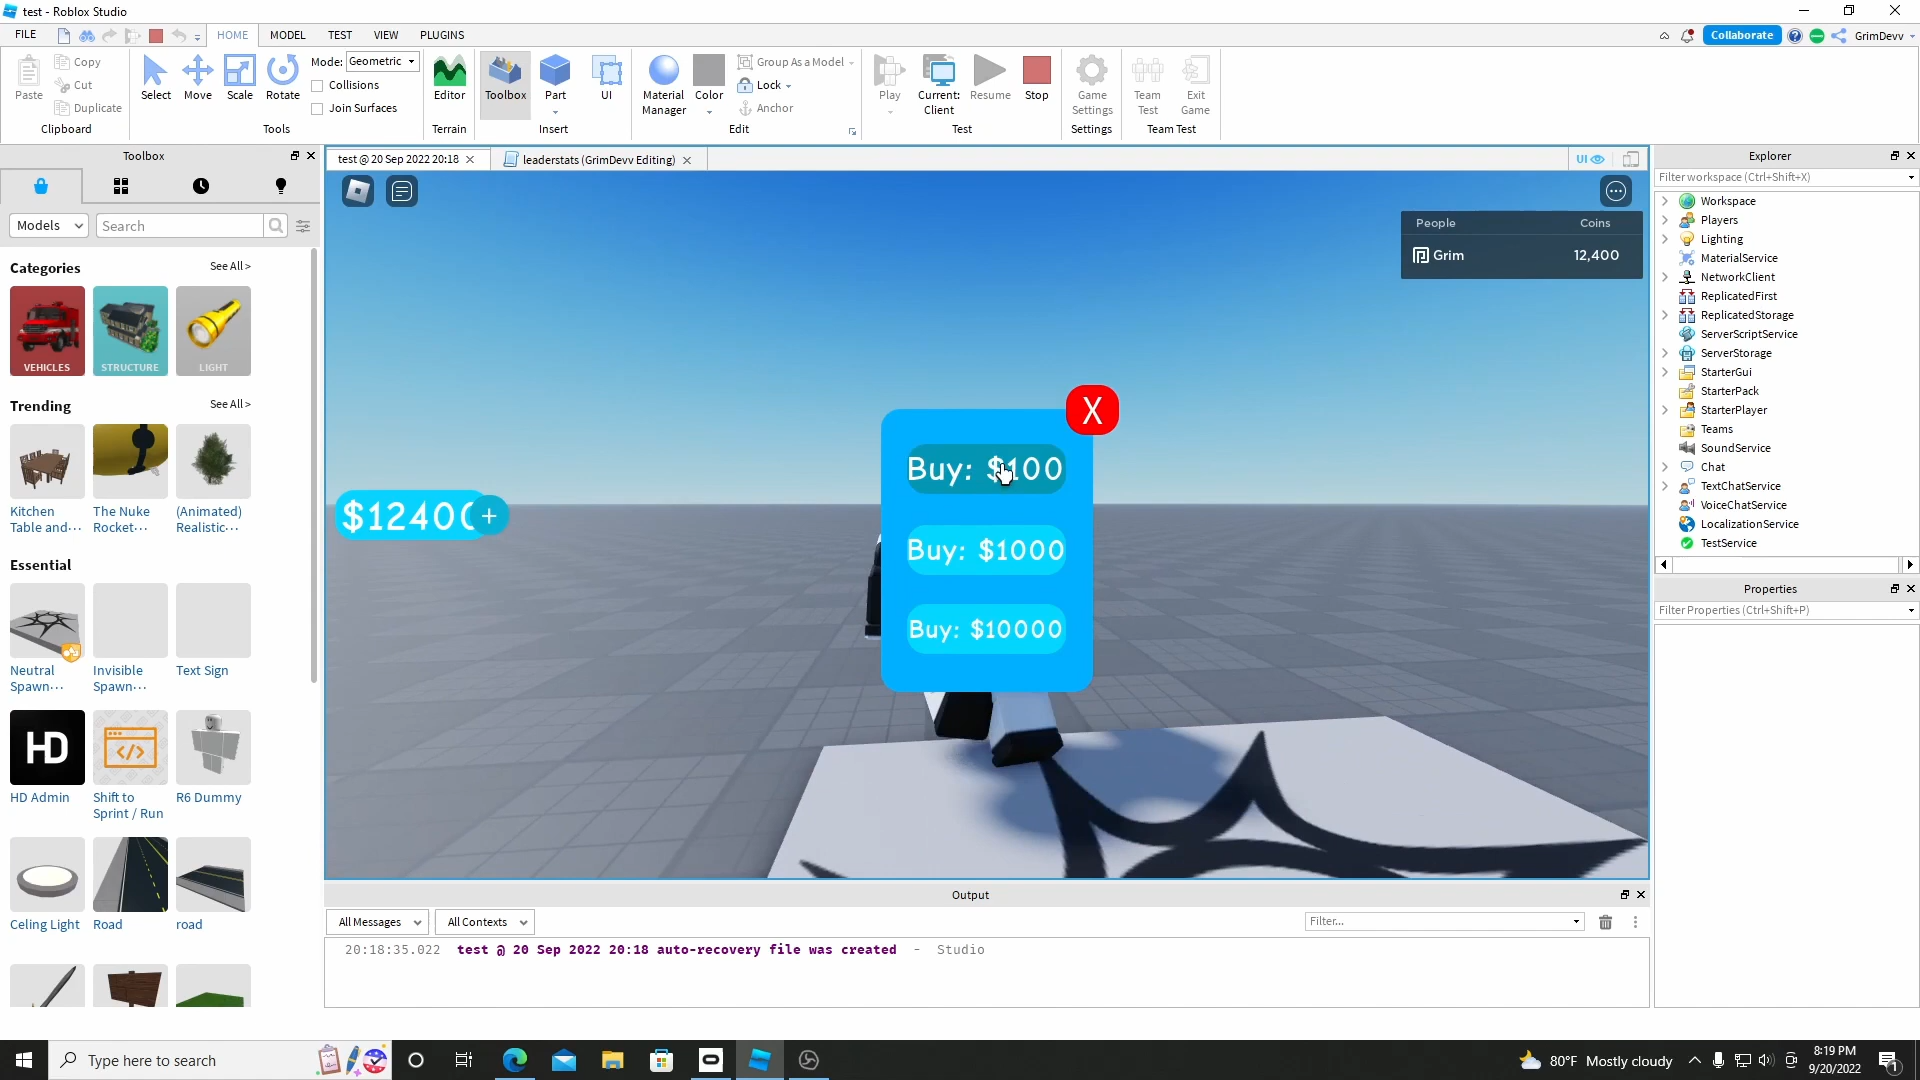 test - Roblox Studio
FILE
HOME
MODEL
TEST
VIEW
PLUGINS
Collaborate
GrimDevv
Paste
Copy
Cut
Duplicate
Clipboard
Select
Move
Scale
Rotate
Mode: Geometric
Collisions
Join Surfaces
Tools
Editor
Terrain
Toolbox
Part
UI
Insert
Material
Manager
Color
Group As a Model
Lock
Anchor
Edit
Play
Current:
Client
Resume
Stop
Test
Game
Settings
Settings
Team
Test
Exit
Game
Team Test
Toolbox
Models
Search
Categories
See All >
VEHICLES
STRUCTURE
LIGHT
Trending
See All >
Kitchen
Table and···
The Nuke
Rocket···
(Animated)
Realistic···
Essential
Neutral
Spawn···
Invisible
Spawn···
Text Sign
HD
HD Admin
Shift to
Sprint / Run
R6 Dummy
Celing Light
Road
road
test @ 20 Sep 2022 20:18
leaderstats (GrimDevv Editing)
UI
People
Coins
Grim
12,400
X
Buy: $100
Buy: $1000
Buy: $10000
$12400
+
Output
All Messages
All Contexts
Filter...
20:18:35.022 test @ 20 Sep 2022 20:18 auto-recovery file was created - Studio
Explorer
Filter workspace (Ctrl+Shift+X)
Workspace
Players
Lighting
MaterialService
NetworkClient
ReplicatedFirst
ReplicatedStorage
ServerScriptService
ServerStorage
StarterGui
StarterPack
StarterPlayer
Teams
SoundService
Chat
TextChatService
VoiceChatService
LocalizationService
TestService
Properties
Filter Properties (Ctrl+Shift+P)
Type here to search
80°F Mostly cloudy
8:19 PM
9/20/2022
1